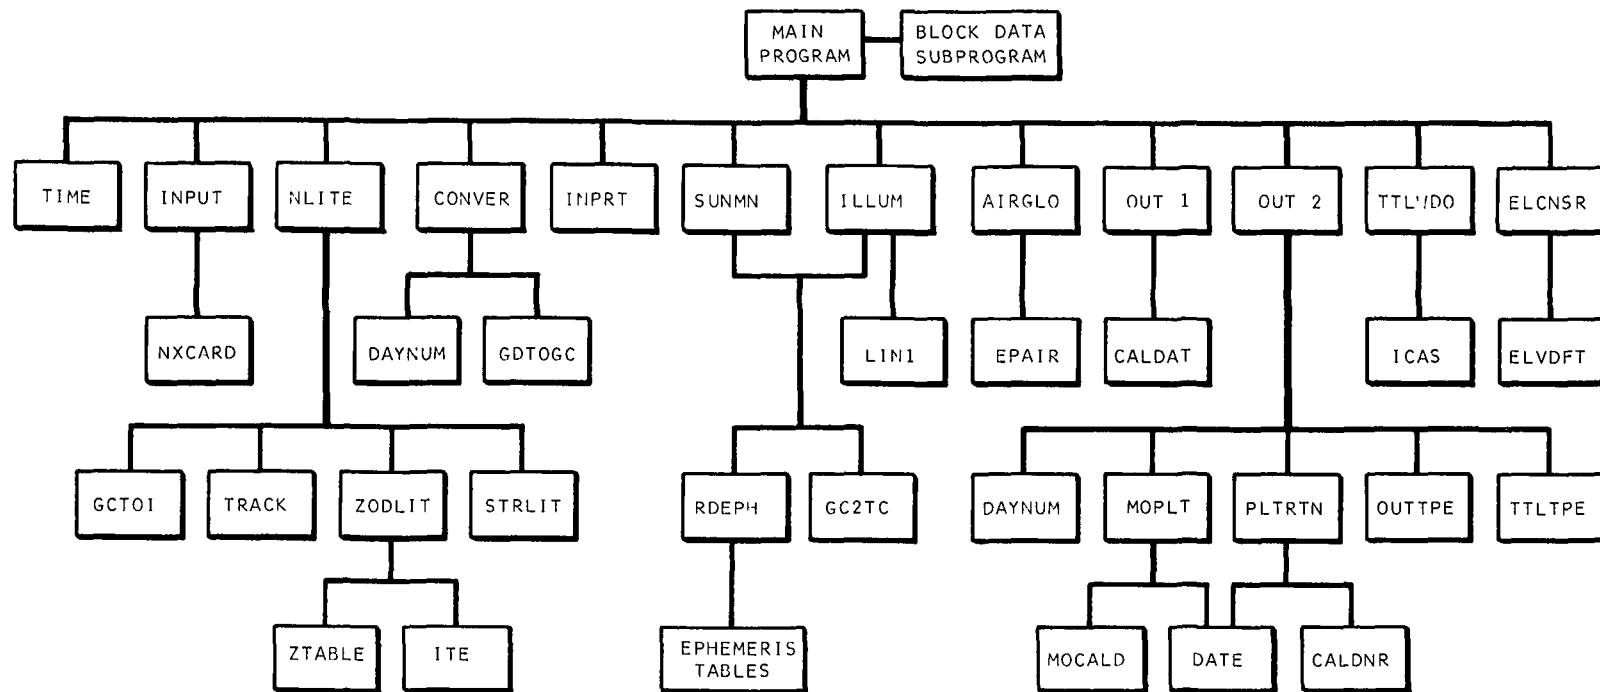 MAIN
PROGRAM
BLOCK DATA
SUBPROGRAM
TIME
INPUT
NLITE
CONVER
INPRT
SUNMN
ILLUM
AIRGLO
OUT 1
OUT 2
ELCNSR
NXCARD
DAYNUM
GDTOGC
LIN1
EPAIR
CALDAT
ICAS
ELVDFT
GCTOI
TRACK
ZODLIT
STRLIT
RDEPH
GC2TC
DAYNUM
MOPLT
PLTRTN
OUTTPE
TTLTPE
ZTABLE
ITE
EPHEMERIS
TABLES
MOCALD
DATE
CALDNR